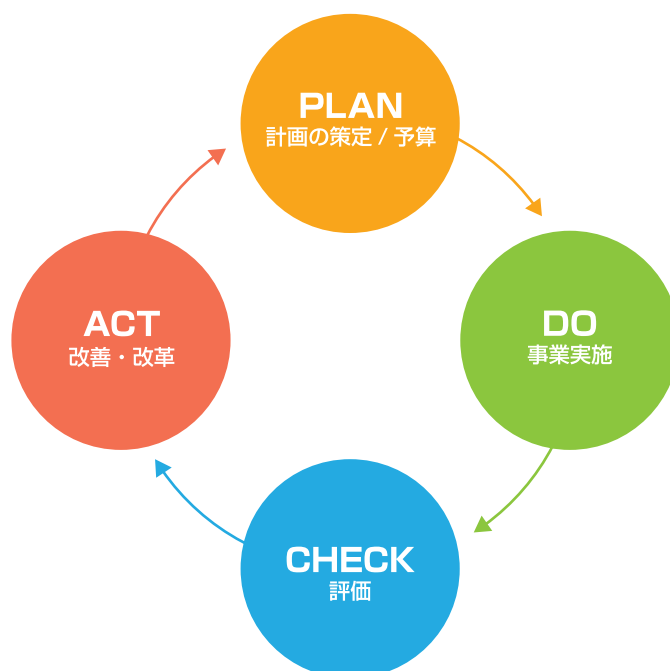 PLAN
計画の策定 / 予算
DO
事業実施
CHECK
評価
ACT
改善・改革